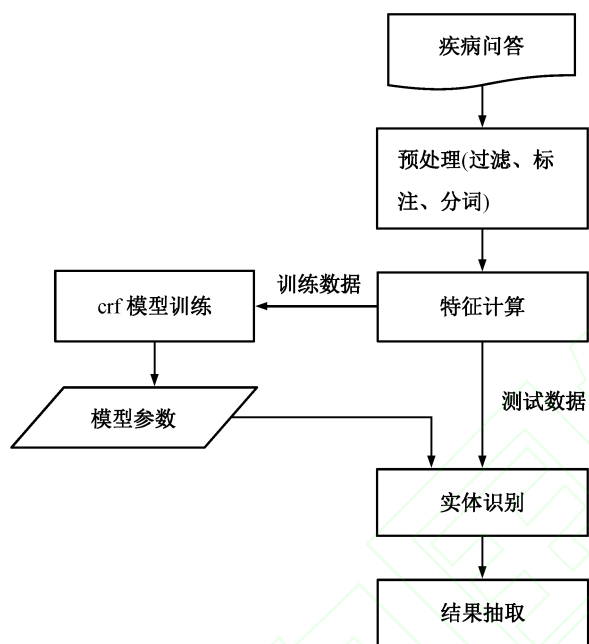 疾病问答
预处理(过滤、标
注、分词)
训练数据
crf 模型训练
特征计算
模型参数
测试数据
实体识别
结果抽取